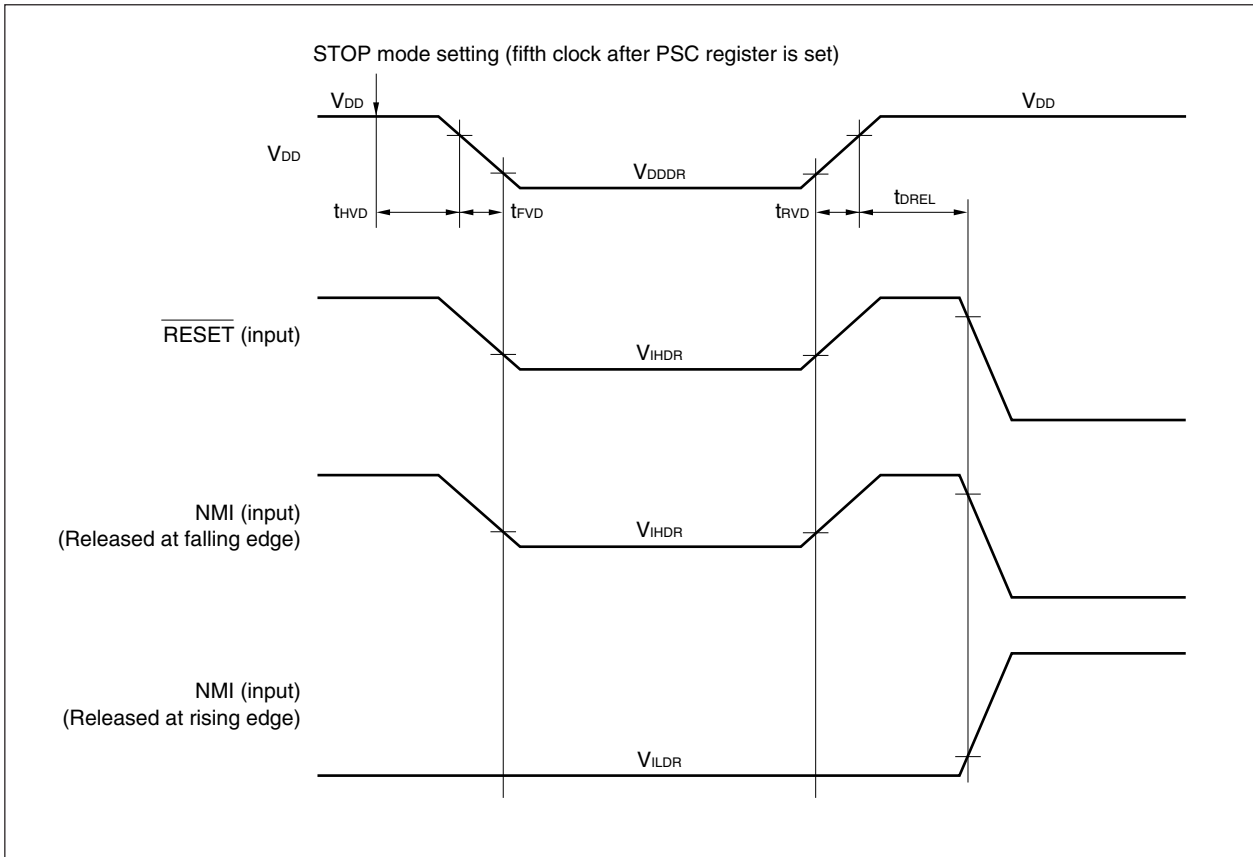 STOP mode setting (fifth clock after PSC register is set)
VDD
VDD
VDD
VDDDR
tHVD
tFVD
tRVD
tDREL
RESET (input)
VIHDR
NMI (input)
(Released at falling edge)
VIHDR
NMI (input)
(Released at rising edge)
VILDR